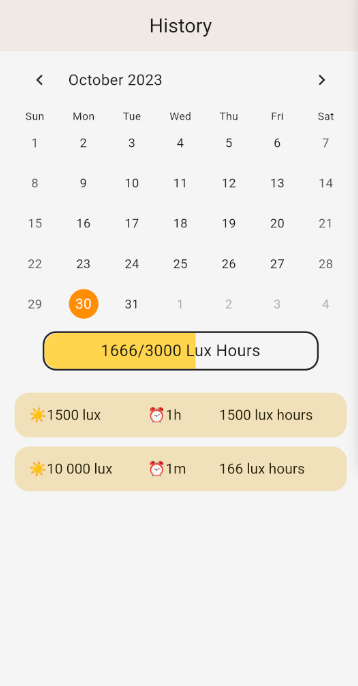 History
October 2023
Sun Mon Tue Wed Thu Fri Sat
1 2 3 4 5 6 7
8 9 10 11 12 13 14
15 16 17 18 19 20 21
22 23 24 25 26 27 28
29 30 31 1 2 3 4
1666/3000 Lux Hours
☀️1500 lux ⏰1h 1500 lux hours
☀️10 000 lux ⏰1m 166 lux hours